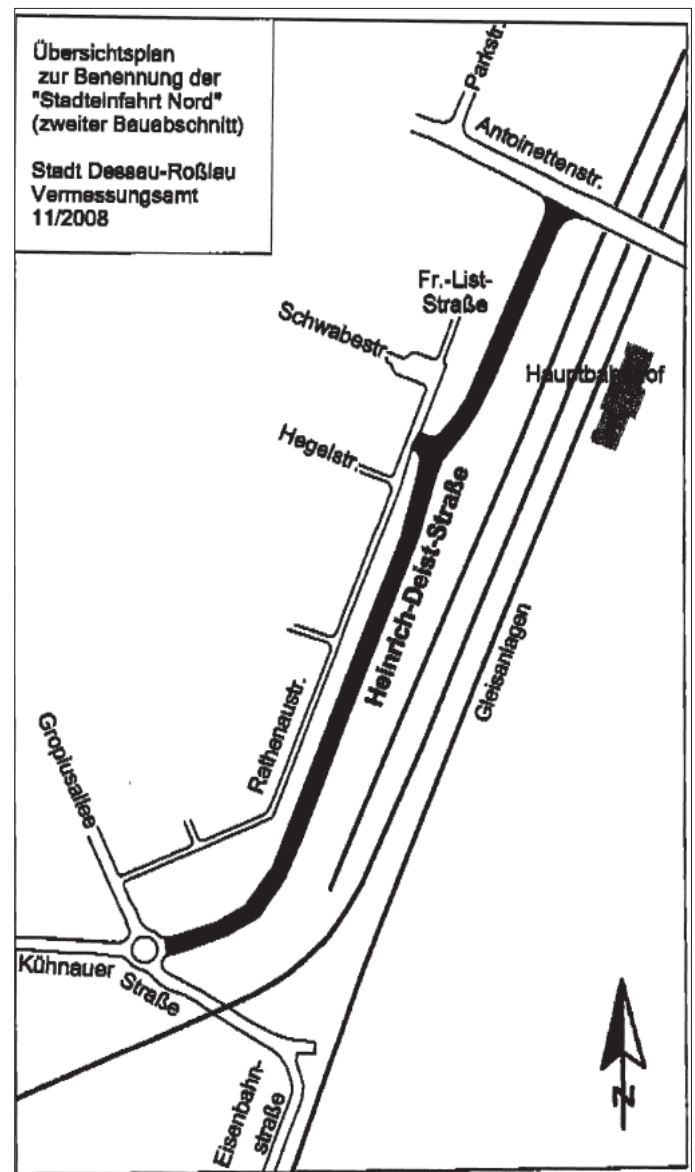 Übersichtsplan
zur Benennung der
"Stadteinfahrt Nord"
(zweiter Bauabschnitt)
Stadt Dessau-Roßlau
Vermessungsamt
11/2008
Parkstr.
Antoinettenstr.
Fr.-List-
Straße
Schwabestr.
Hauptbahnhof
Hegelstr.
Heinrich-Deist-Straße
Gleisanlagen
Rathenaustr.
Gropiusallee
Kühnauer
Straße
Eisenbahn-
straße
N